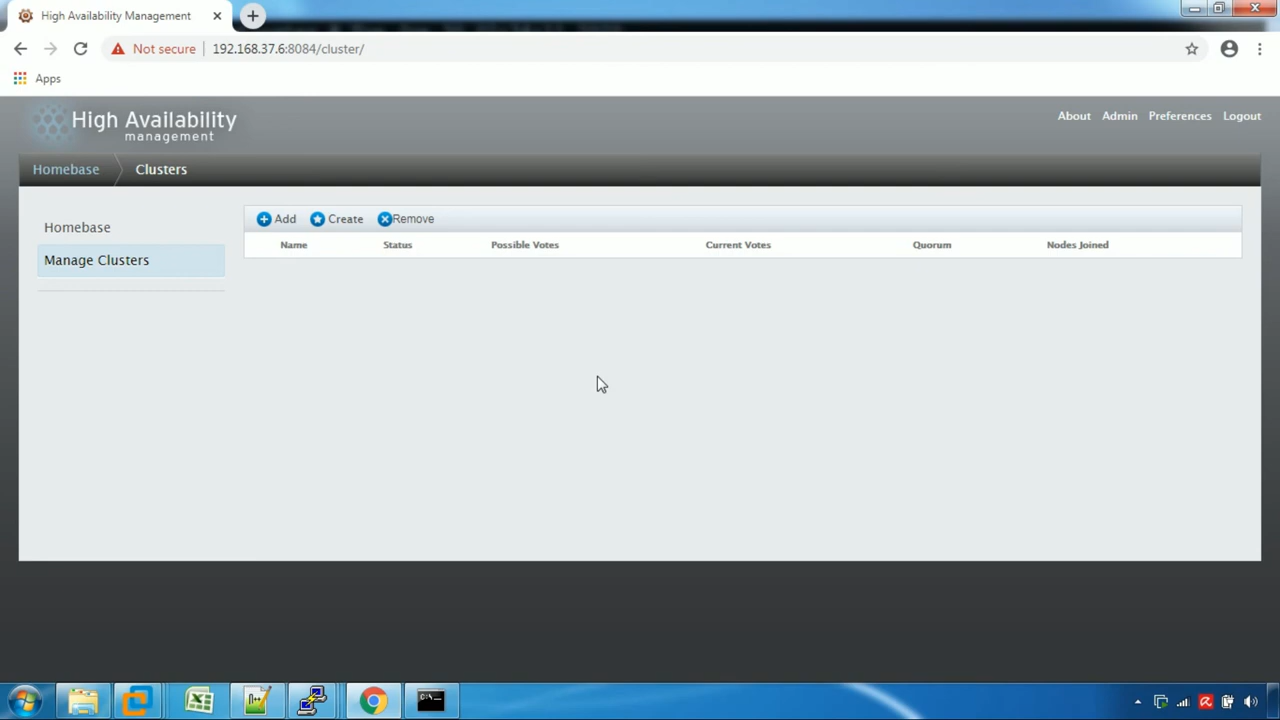 High Availability Management
Not secure
192.168.37.6:8084/cluster/
Apps
High Availability
management
About Admin Preferences Logout
Homebase Clusters
Homebase
Manage Clusters
Add Create Remove
Name Status Possible Votes Current Votes Quorum Nodes Joined
C:\